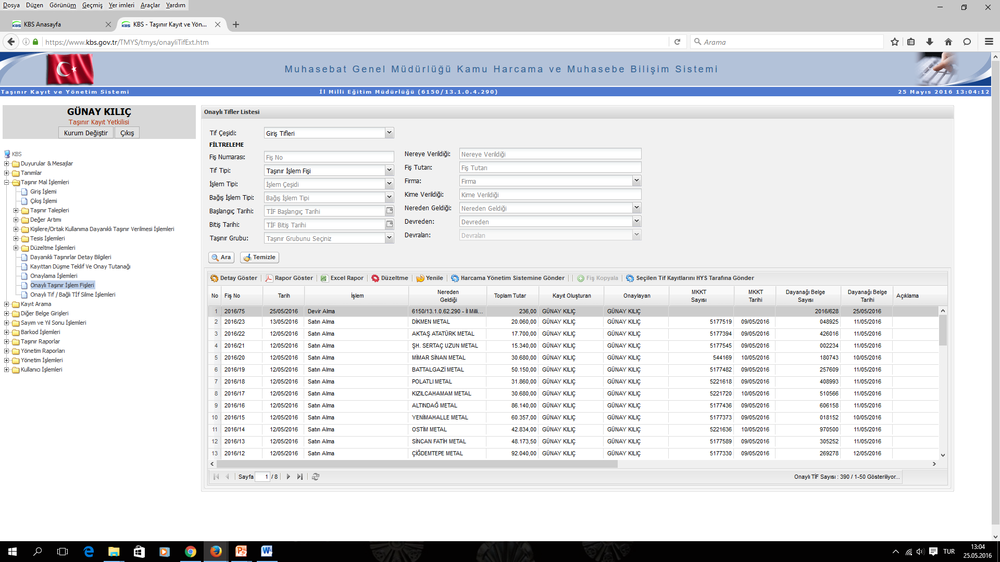 Dosya Düzen Görünüm Geçmiş Yer imleri Araçlar Yardım
KBS Anasayfa
KBS - Taşınır Kayıt ve Yön...
https://www.kbs.gov.tr/TMYS/tmys/onayliTifExt.htm
Arama
Muhasebat Genel Müdürlüğü Kamu Harcama ve Muhasebe Bilişim Sistemi
Taşınır Kayıt ve Yönetim Sistemi
İl Milli Eğitim Müdürlüğü (6150/13.1.0.4.290)
25 Mayıs 2016 13:04:12
GÜNAY KILIÇ
Taşınır Kayıt Yetkilisi
Kurum Değiştir Çıkış
KBS
Duyurular & Mesajlar
Tanımlar
Taşınır Mal İşlemleri
Giriş İşlemi
Çıkış İşlemi
Taşınır Talepleri
Değer Artımı
Kişilere/Ortak Kullanıma Dayanıklı Taşınır Verilmesi İşlemleri
Tesis İşlemleri
Düzeltme İşlemleri
Dayanıklı Taşınırlar Detay Bilgileri
Kayıttan Düşme Teklif Ve Onay Tutanağı
Onaylama İşlemleri
Onaylı Taşınır İşlem Fişleri
Onaylı Tif / Bağlı Tİf Silme İşlemleri
Kayıt Arama
Diğer Belge Girişleri
Sayım ve Yıl Sonu İşlemleri
Barkod İşlemleri
Taşınır Raporlar
Yönetim Raporları
Yönetim İşlemleri
Kullanıcı İşlemleri
Onaylı Tifler Listesi
Tif Çeşidi: Giriş Tifleri
FİLTRELEME
Fiş Numarası: Fiş No
Tif Tipi: Taşınır İşlem Fişi
İşlem Tipi: İşlem Çeşidi
Bağış İşlem Tipi: Bağış İşlem Tipi
Başlangıç Tarihi: TİF Başlangıç Tarihi
Bitiş Tarihi: TİF Bitiş Tarihi
Taşınır Grubu: Taşınır Grubunu Seçiniz
Nereye Verildiği: Nereye Verildiği
Fiş Tutarı: Fiş Tutarı
Firma: Firma
Kime Verildiği: Kime Verildiği
Nereden Geldiği: Nereden Geldiği
Devreden: Devreden
Devralan: Devralan
Ara Temizle
Detay Göster Rapor Göster Excel Rapor Düzeltme Yenile Harcama Yönetim Sistemine Gönder Fiş Kopyala Seçilen Tif Kayıtlarını HYS Tarafına Gönder
No Fiş No Tarih İşlem Nereden Geldiği Toplam Tutar Kayıt Oluşturan Onaylayan MKKT Sayısı MKKT Tarihi Dayanağı Belge Sayısı Dayanağı Belge Tarihi Açıklama
1 2016/75 25/05/2016 Devir Alma 6150/13.1.0.62.290 - İl Milli... 236,00 GÜNAY KILIÇ GÜNAY KILIÇ 2016/628 25/05/2016
2 2016/23 13/05/2016 Satın Alma DİKMEN METAL 20.060,00 GÜNAY KILIÇ GÜNAY KILIÇ 5177519 09/05/2016 048925 11/05/2016
3 2016/22 12/05/2016 Satın Alma AKTAŞ ATATÜRK METAL 17.700,00 GÜNAY KILIÇ GÜNAY KILIÇ 5177394 09/05/2016 426016 11/05/2016
4 2016/21 12/05/2016 Satın Alma ŞH. SERTAÇ UZUN METAL 15.340,00 GÜNAY KILIÇ GÜNAY KILIÇ 5177545 09/05/2016 002234 11/05/2016
5 2016/20 12/05/2016 Satın Alma MİMAR SİNAN METAL 30.680,00 GÜNAY KILIÇ GÜNAY KILIÇ 544169 10/05/2016 180743 10/05/2016
6 2016/19 12/05/2016 Satın Alma BATTALGAZİ METAL 50.150,00 GÜNAY KILIÇ GÜNAY KILIÇ 5177482 09/05/2016 257609 11/05/2016
7 2016/18 12/05/2016 Satın Alma POLATLI METAL 31.860,00 GÜNAY KILIÇ GÜNAY KILIÇ 5221618 09/05/2016 408993 11/05/2016
8 2016/17 12/05/2016 Satın Alma KIZILCAHAMAM METAL 30.680,00 GÜNAY KILIÇ GÜNAY KILIÇ 5221720 10/05/2016 510566 11/05/2016
9 2016/16 12/05/2016 Satın Alma ALTINDAĞ METAL 86.140,00 GÜNAY KILIÇ GÜNAY KILIÇ 5177436 09/05/2016 606158 11/05/2016
10 2016/15 12/05/2016 Satın Alma YENİMAHALLE METAL 60.357,00 GÜNAY KILIÇ GÜNAY KILIÇ 5177373 09/05/2016 018152 10/05/2016
11 2016/14 12/05/2016 Satın Alma OSTİM METAL 42.834,00 GÜNAY KILIÇ GÜNAY KILIÇ 5221636 10/05/2016 970500 11/05/2016
12 2016/13 12/05/2016 Satın Alma SİNCAN FATİH METAL 48.173,50 GÜNAY KILIÇ GÜNAY KILIÇ 5177589 09/05/2016 305252 11/05/2016
13 2016/12 12/05/2016 Satın Alma ÇİĞDEMTEPE METAL 92.040,00 GÜNAY KILIÇ GÜNAY KILIÇ 5177330 09/05/2016 269278 12/05/2016
Sayfa 1 / 8
Onaylı TİF Sayısı : 390 / 1-50 Gösteriliyor...
TUR
13:04
25.05.2016